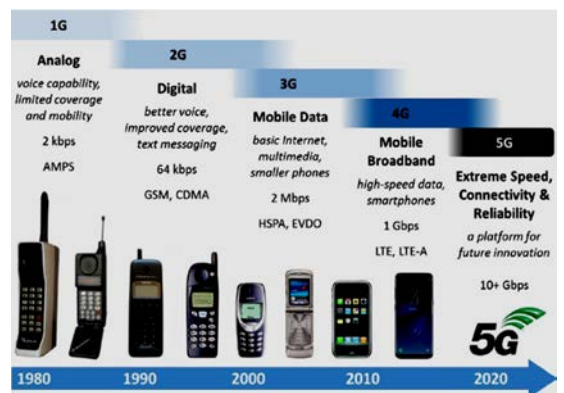 1G
Analog
voice capability,
limited coverage
and mobility
2 kbps
AMPS
2G
Digital
better voice,
improved coverage,
text messaging
64 kbps
GSM, CDMA
3G
Mobile Data
basic Internet,
multimedia,
smaller phones
2 Mbps
HSPA, EVDO
4G
Mobile
Broadband
high-speed data,
smartphones
1 Gbps
LTE, LTE-A
5G
Extreme Speed,
Connectivity &
Reliability
a platform for
future innovation
10+ Gbps
5G
1980
1990
2000
2010
2020